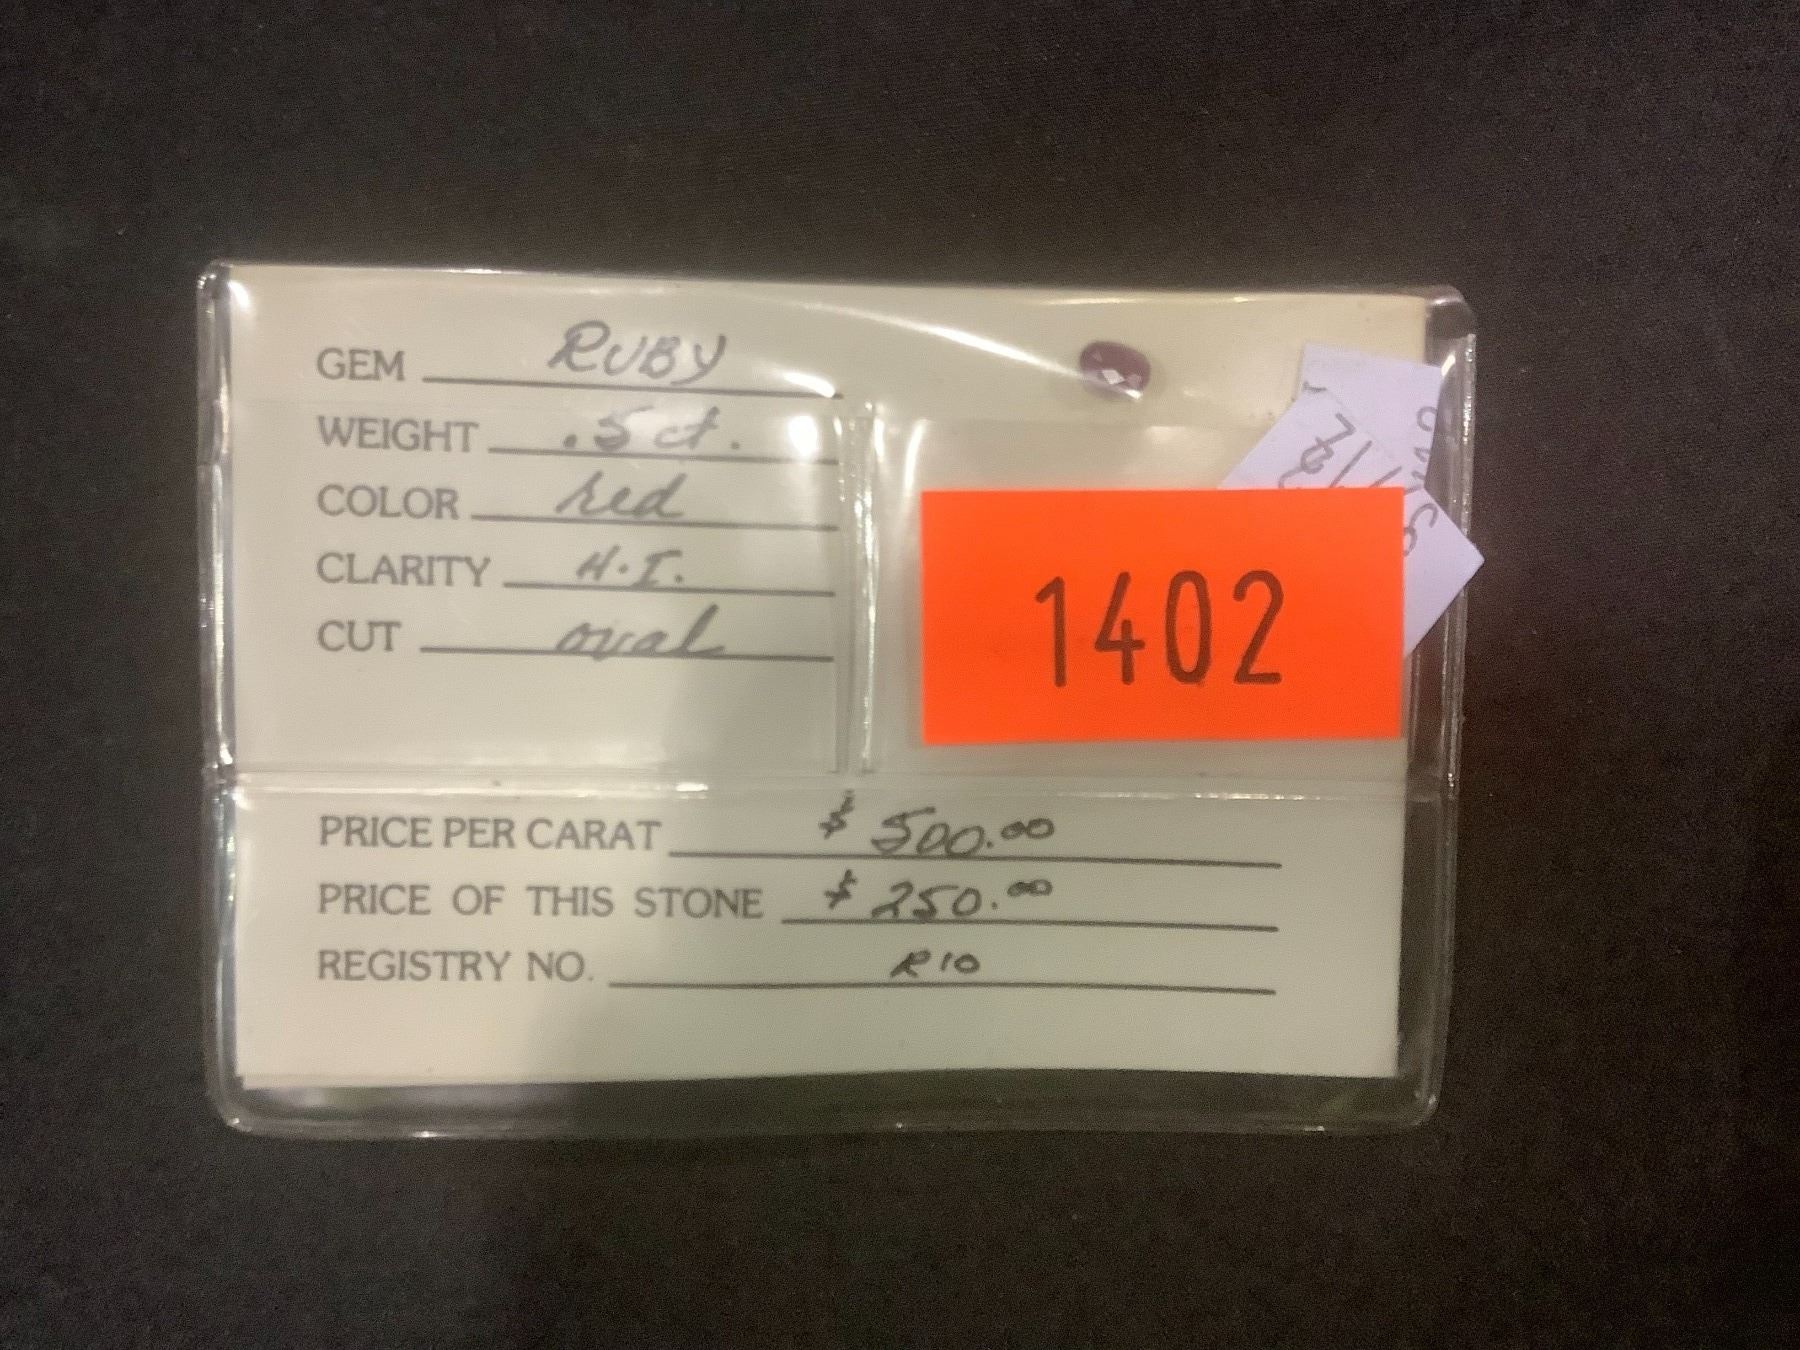 GEM RUBY
WEIGHT .5 ct.
COLOR red
CLARITY H.I.
CUT oval
1402
PRICE PER CARAT $ 500.00
PRICE OF THIS STONE $ 250.00
REGISTRY NO. R10